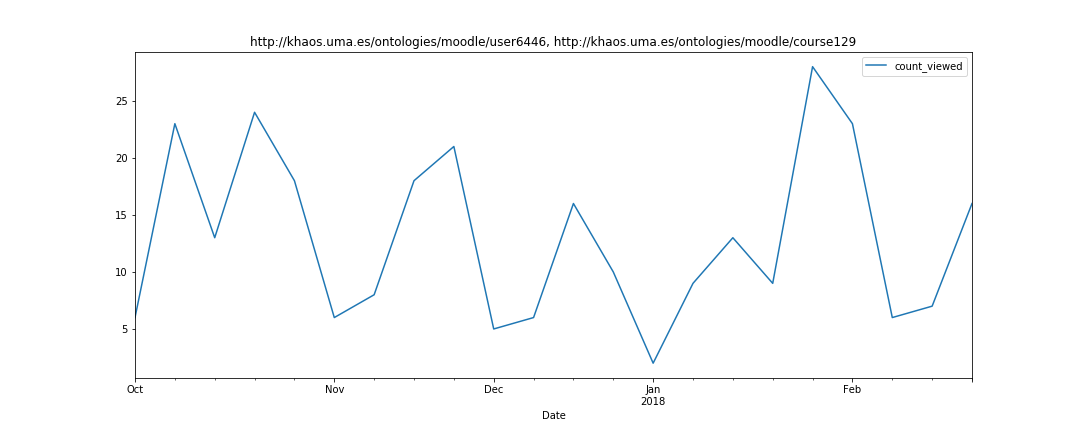 http://khaos.uma.es/ontologies/moodle/user6446, http://khaos.uma.es/ontologies/moodle/course129
count_viewed
25
20
15
10
5
Oct Nov Dec Jan Feb
2018
Date